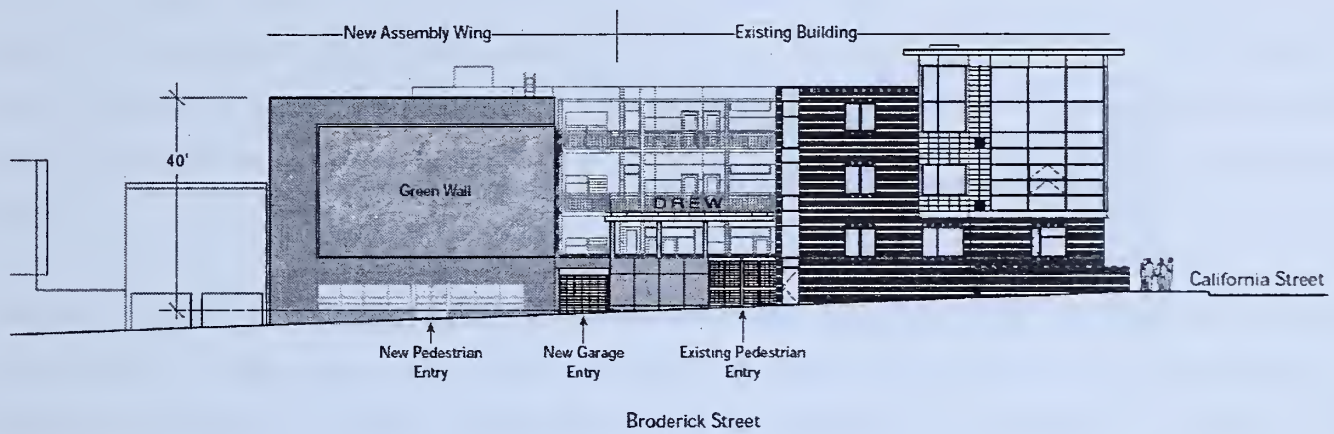 New Assembly Wing
Existing Building
40'
Green Wall
DREW
California Street
New Pedestrian
Entry
New Garage
Entry
Existing Pedestrian
Entry
Broderick Street